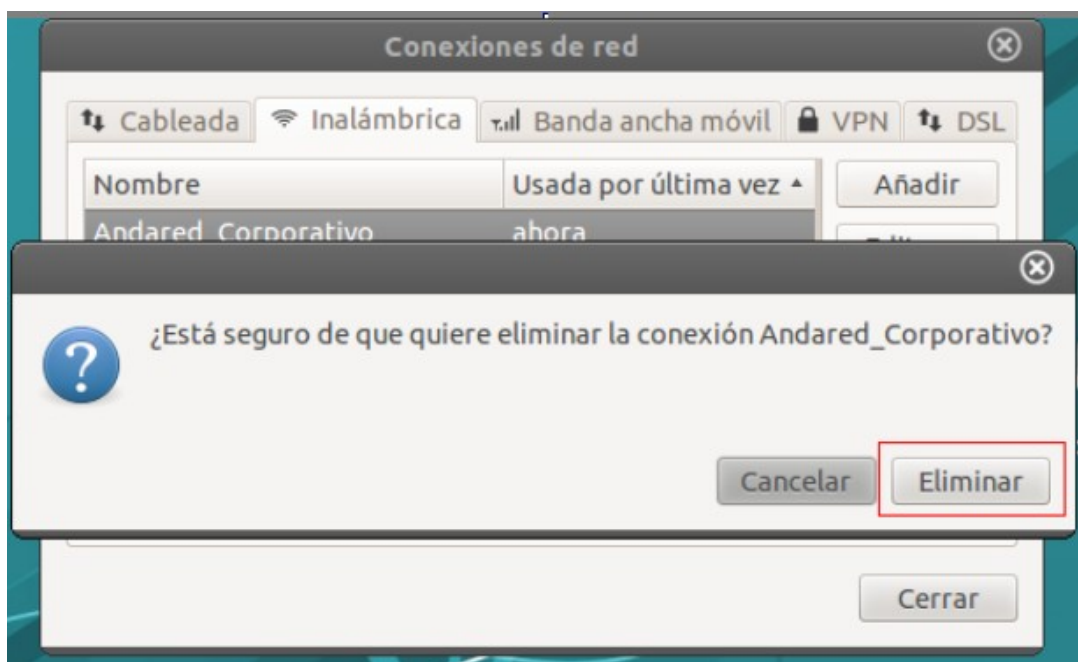 Conexiones de red
Cableada Inalámbrica Banda ancha móvil VPN DSL
Nombre Usada por última vez Añadir
Andared_Corporativo ahora
¿Está seguro de que quiere eliminar la conexión Andared_Corporativo?
Cancelar Eliminar
Cerrar